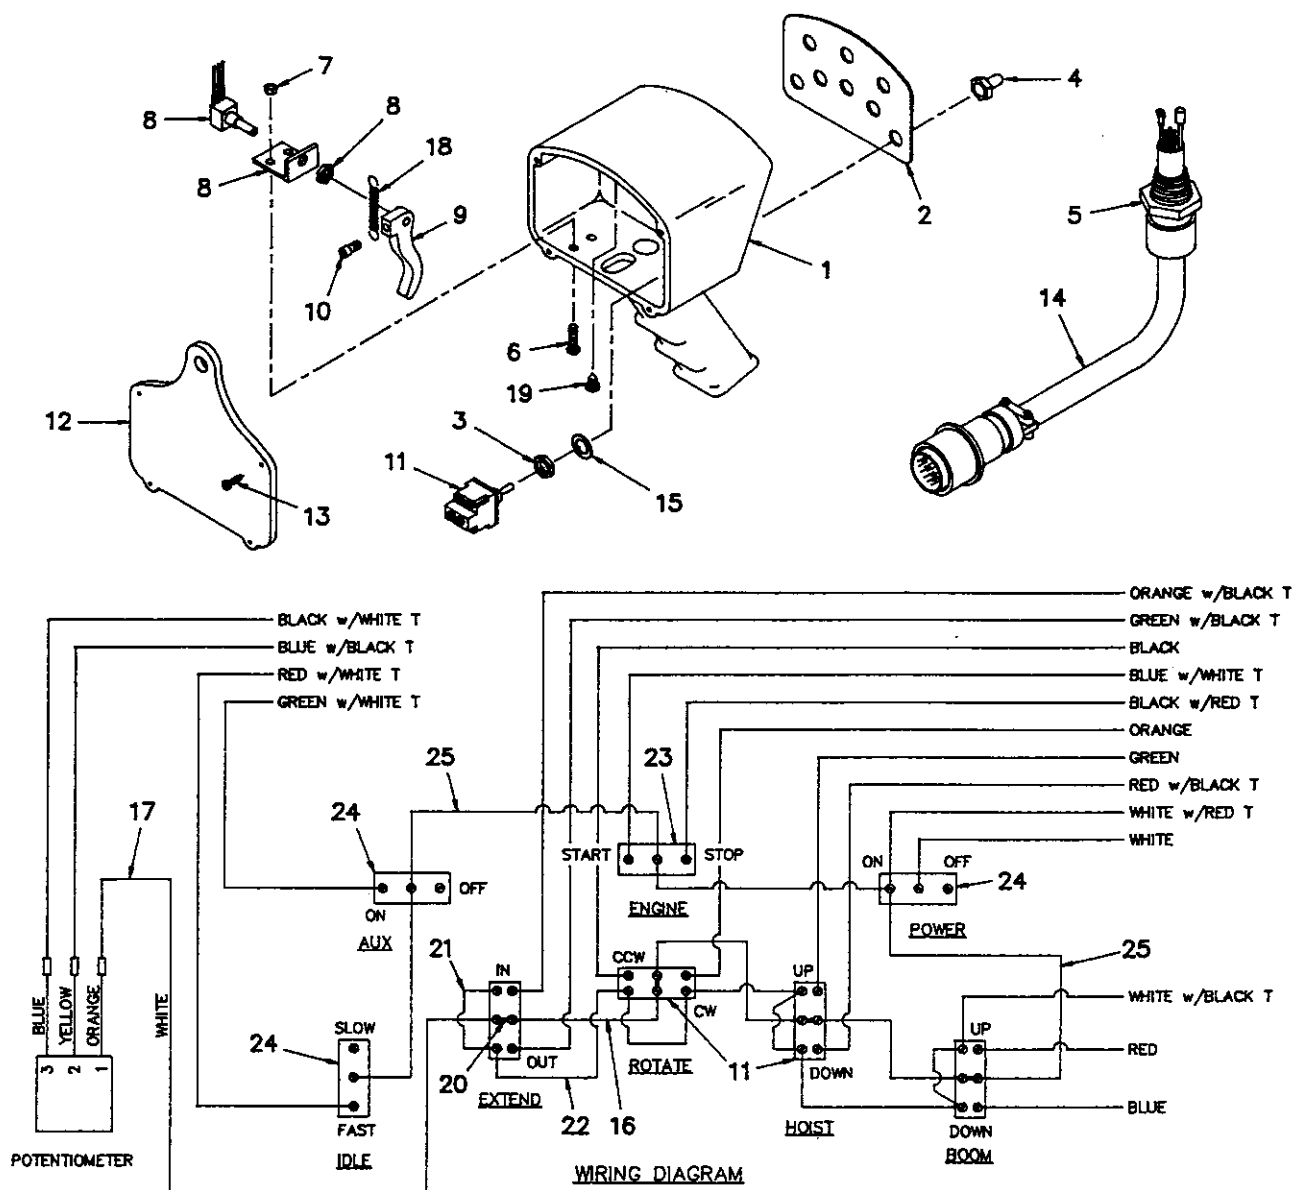 7
4
8
8
18
8
9
2
5
1
10
14
6
19
12
3
11
15
13
BLACK w/WHITE T
BLUE w/BLACK T
RED w/WHITE T
GREEN w/WHITE T
ORANGE w/BLACK T
GREEN w/BLACK T
BLACK
BLUE w/WHITE T
BLACK w/RED T
ORANGE
GREEN
RED w/BLACK T
WHITE w/RED T
WHITE
25
23
17
24
START
STOP
ON
OFF
24
OFF
ON
AUX
ENGINE
POWER
21
IN
CCW
UP
25
CW
WHITE w/BLACK T
BLUE
YELLOW
ORANGE
WHITE
SLOW
24
20
OUT
ROTATE
11
DOWN
UP
RED
3
2
1
EXTEND
22
16
HOIST
BLUE
FAST
IDLE
DOWN
BOOM
POTENTIOMETER
WIRING DIAGRAM